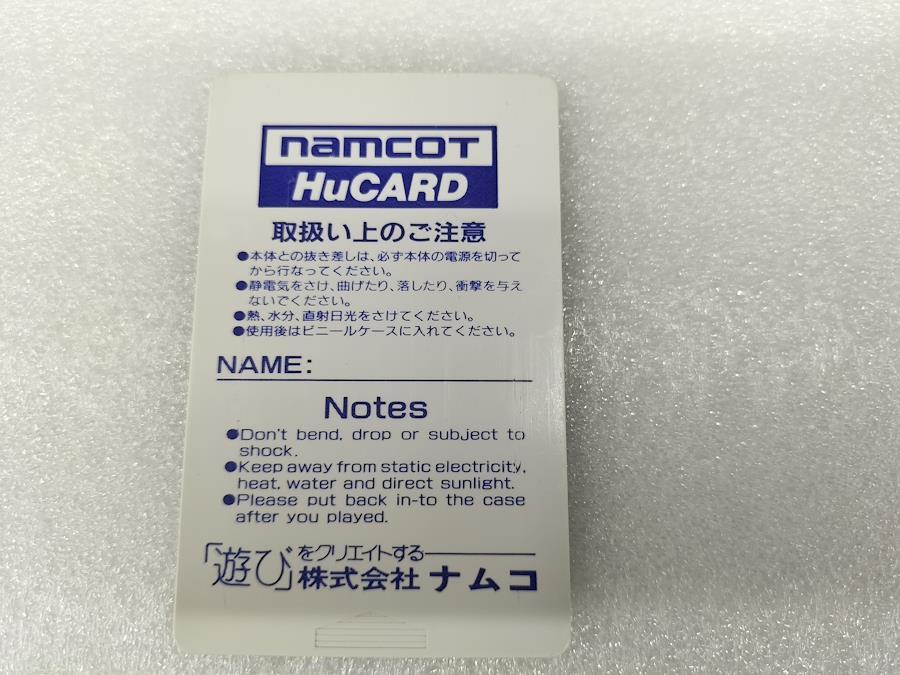 namcot
HuCARD
取扱い上のご注意
●本体との抜き差しは、必ず本体の電源を切って
から行なってください。
●静電気をさけ、曲げたり、落したり、衝撃を与え
ないでください。
●熱、水分、直射日光をさけてください。
●使用後はビニールケースに入れてください。
NAME:
Notes
●Don't bend, drop or subject to
shock.
●Keep away from static electricity,
heat, water and direct sunlight.
●Please put back in-to the case
after you played.
「遊び」をクリエイトする
株式会社 ナムコ